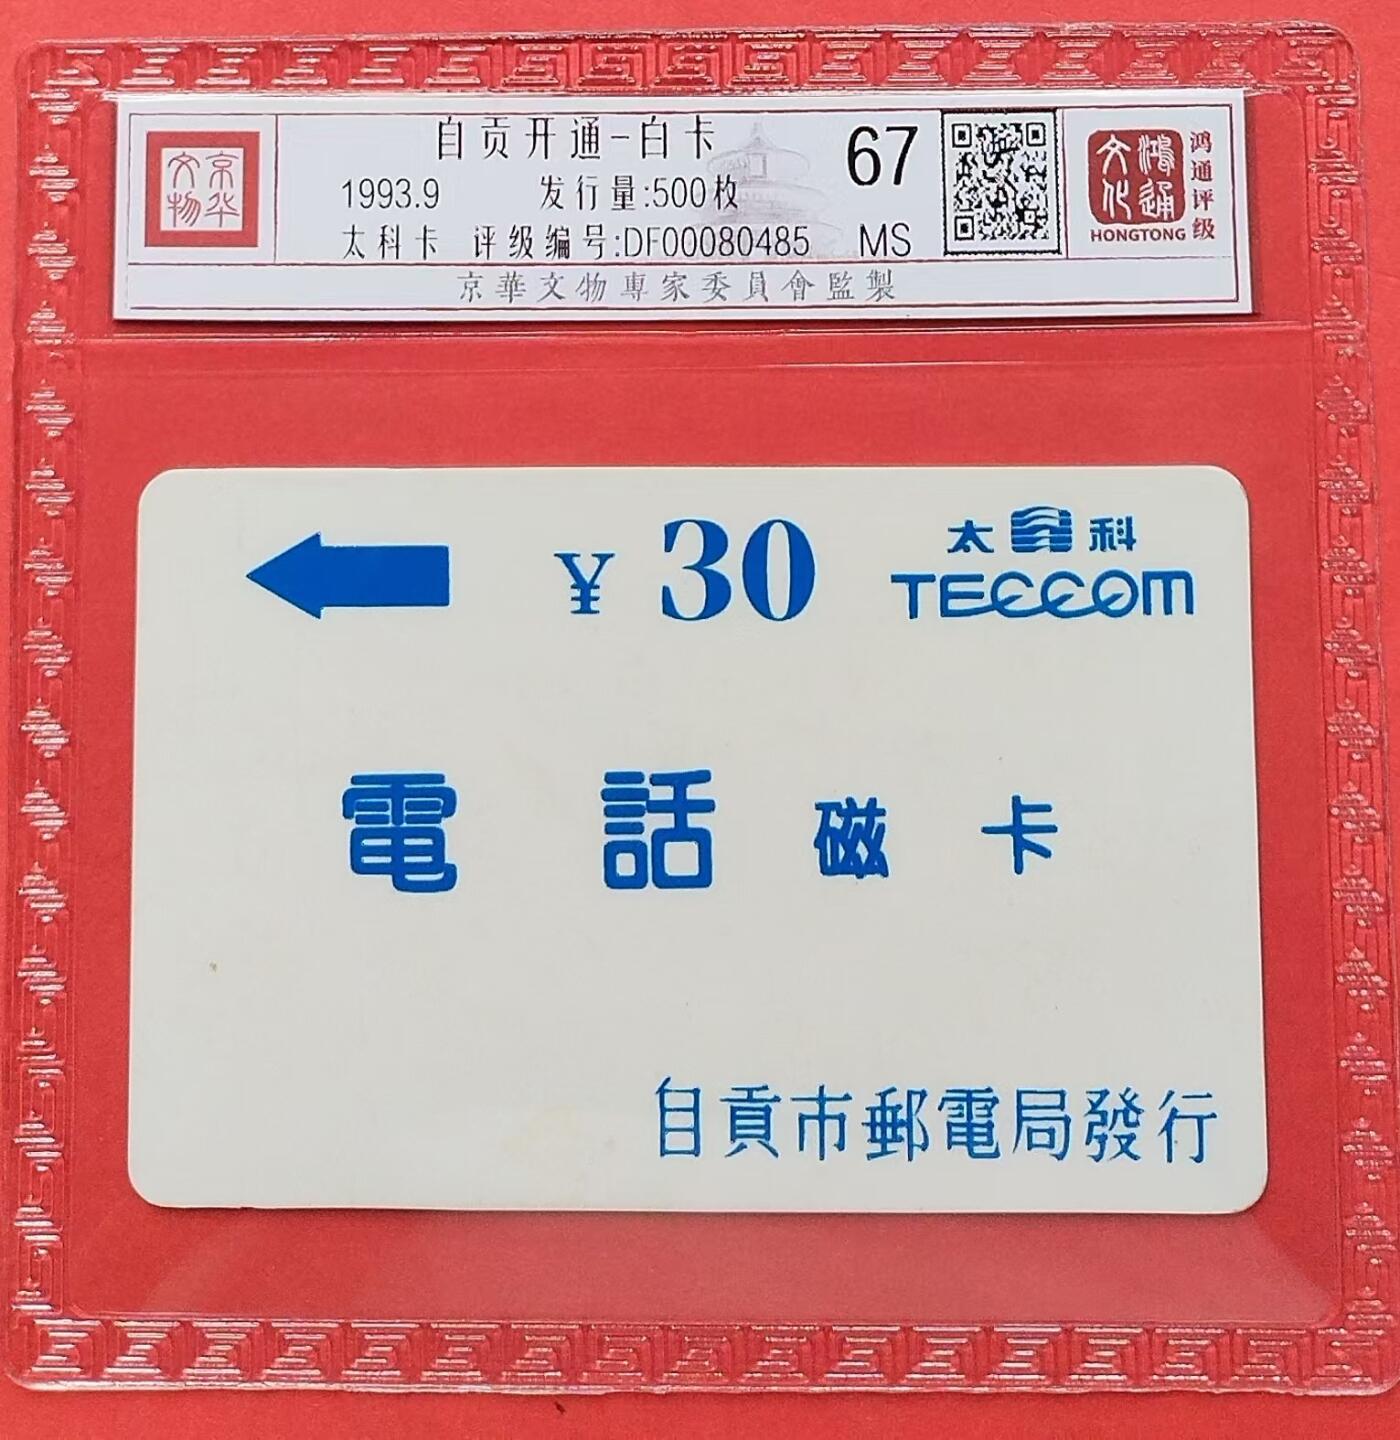 京华文物
自贡开通-白卡
1993.9 发行量:500枚
太科卡 评级编号:DF00080485
67
MS
京華文物專家委員會監製
鸿通文化
HONGTONG
鸿通评级
¥ 30
太科
TECCOM
電話磁卡
自貢市郵電局發行